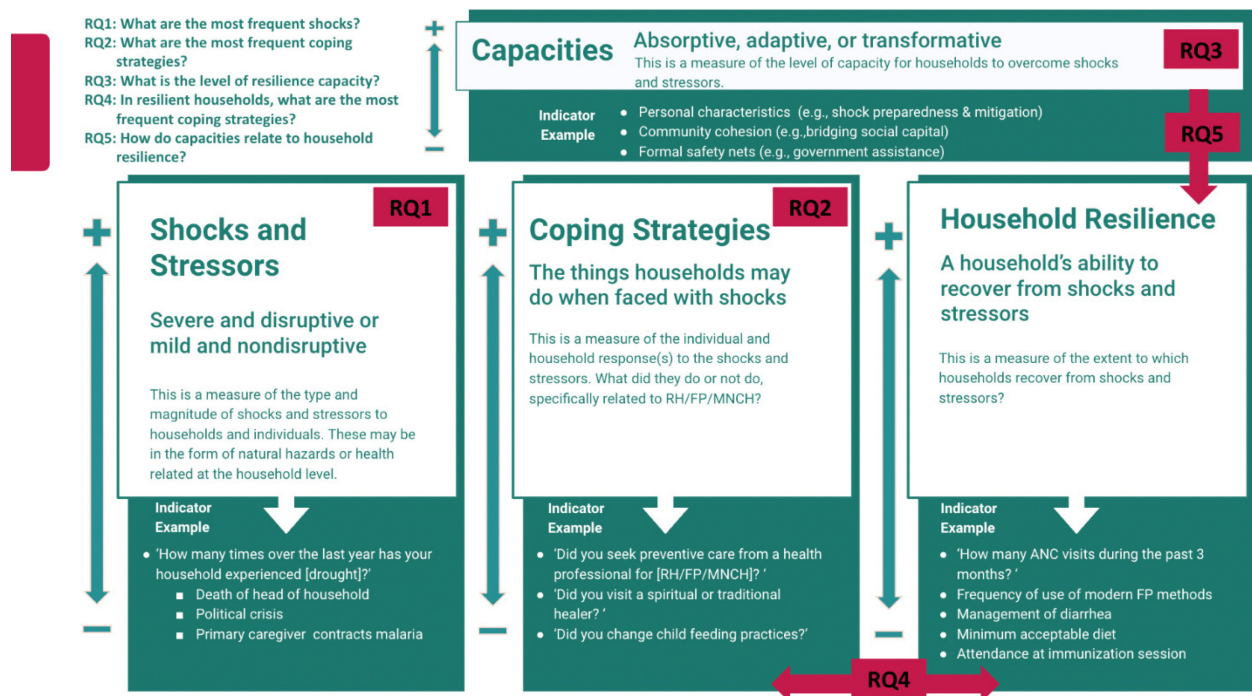 RQ1: What are the most frequent shocks?
RQ2: What are the most frequent coping
strategies?
RQ3: What is the level of resilience capacity?
RQ4: In resilient households, what are the most
frequent coping strategies?
RQ5: How do capacities relate to household
resilience?
+
−
Capacities
Absorptive, adaptive, or transformative
This is a measure of the level of capacity for households to overcome shocks
and stressors.
RQ3
Indicator
Example
● Personal characteristics (e.g., shock preparedness & mitigation)
● Community cohesion (e.g.,bridging social capital)
● Formal safety nets (e.g., government assistance)
RQ5
+
−
RQ1
Shocks and
Stressors
Severe and disruptive or
mild and nondisruptive
This is a measure of the type and
magnitude of shocks and stressors to
households and individuals. These may be
in the form of natural hazards or health
related at the household level.
Indicator
Example
● 'How many times over the last year has your
household experienced [drought]?'
■ Death of head of household
■ Political crisis
■ Primary caregiver contracts malaria
+
−
RQ2
Coping Strategies
The things households may
do when faced with shocks
This is a measure of the individual and
household response(s) to the shocks and
stressors. What did they do or not do,
specifically related to RH/FP/MNCH?
Indicator
Example
● 'Did you seek preventive care from a health
professional for [RH/FP/MNCH]? '
● 'Did you visit a spiritual or traditional
healer? '
● 'Did you change child feeding practices?'
+
−
Household Resilience
A household's ability to
recover from shocks and
stressors
This is a measure of the extent to which
households recover from shocks and
stressors?
Indicator
Example
● 'How many ANC visits during the past 3
months? '
● Frequency of use of modern FP methods
● Management of diarrhea
● Minimum acceptable diet
● Attendance at immunization session
RQ4